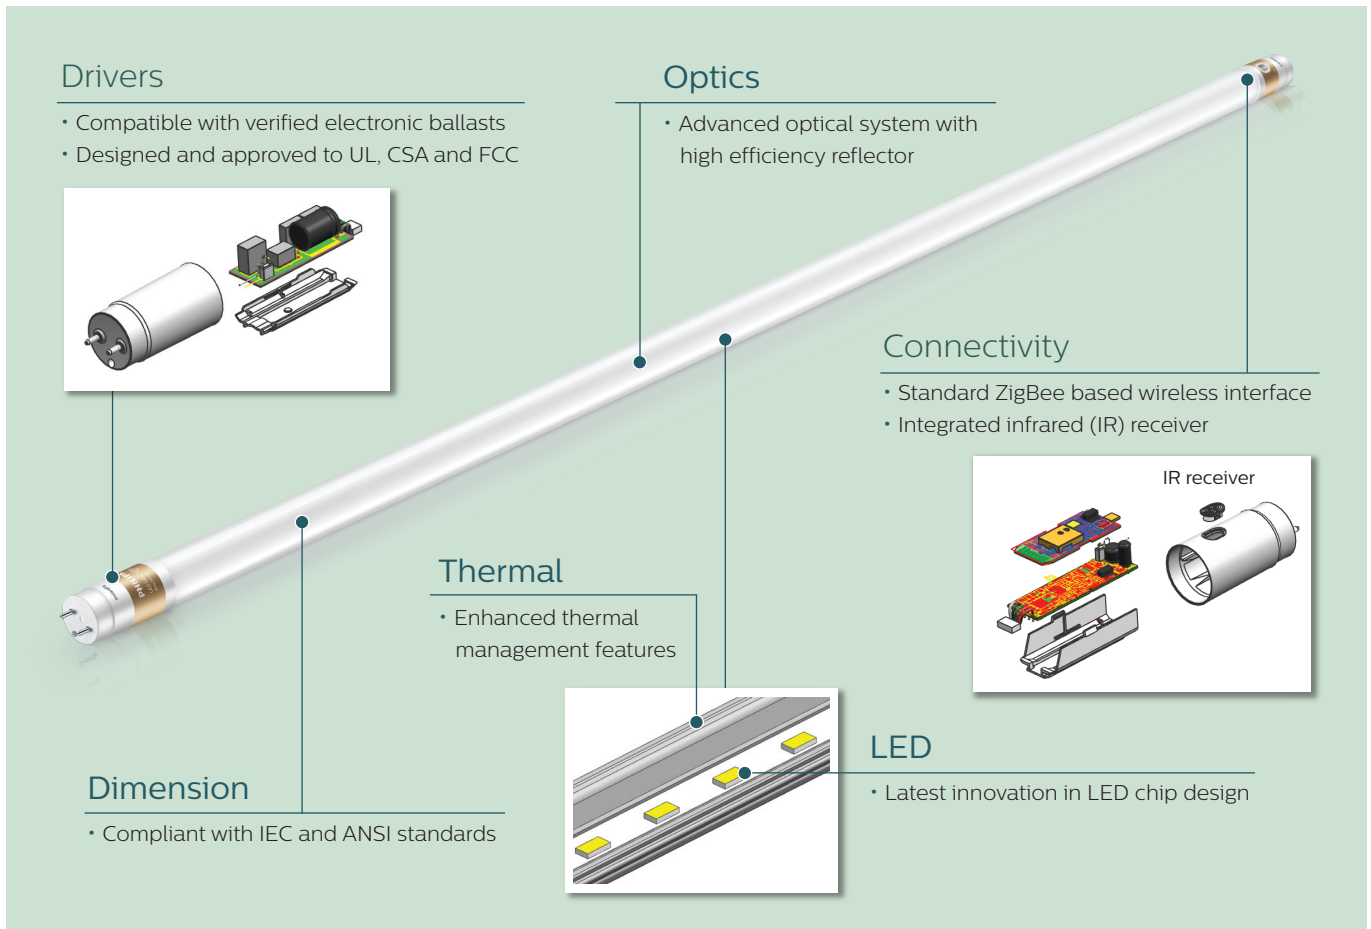 Drivers
• Compatible with verified electronic ballasts
• Designed and approved to UL, CSA and FCC
Optics
• Advanced optical system with
high efficiency reflector
Connectivity
• Standard ZigBee based wireless interface
• Integrated infrared (IR) receiver
IR receiver
Thermal
• Enhanced thermal
management features
LED
• Latest innovation in LED chip design
Dimension
• Compliant with IEC and ANSI standards
PHILIPS